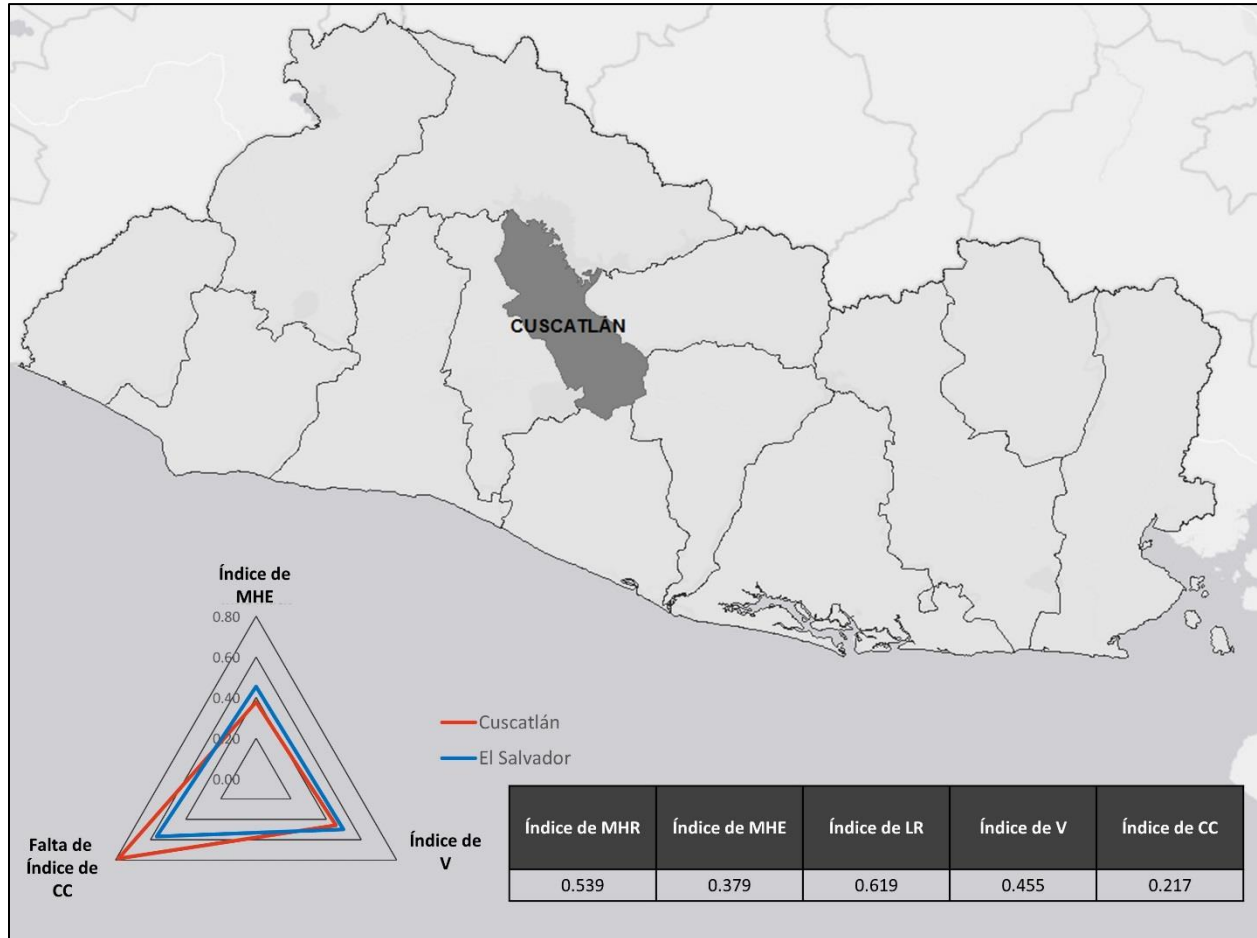 CUSCATLÁN
Índice de
MHE
0.80
0.60
0.40
0.20
0.00
Falta de
Índice de
CC
Índice de
V
Cuscatlán
El Salvador
Índice de MHR Índice de MHE Índice de LR Índice de V Índice de CC
0.539 0.379 0.619 0.455 0.217